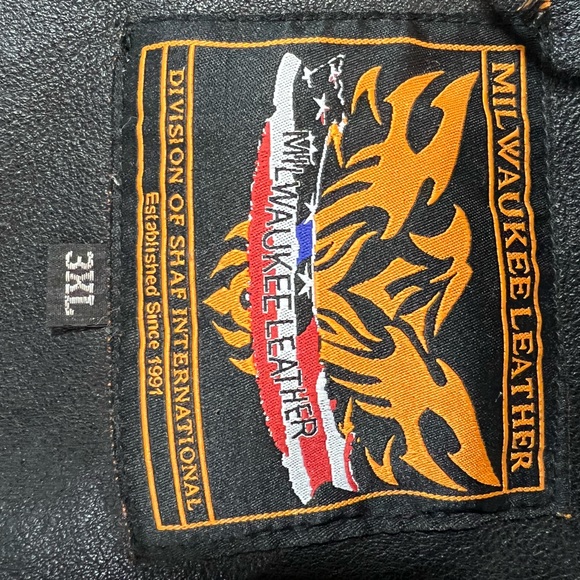 MILWAUKEE LEATHER
MILWAUKEE LEATHER
DIVISION OF SHAF INTERNATIONAL
Established Since 1991
3XL